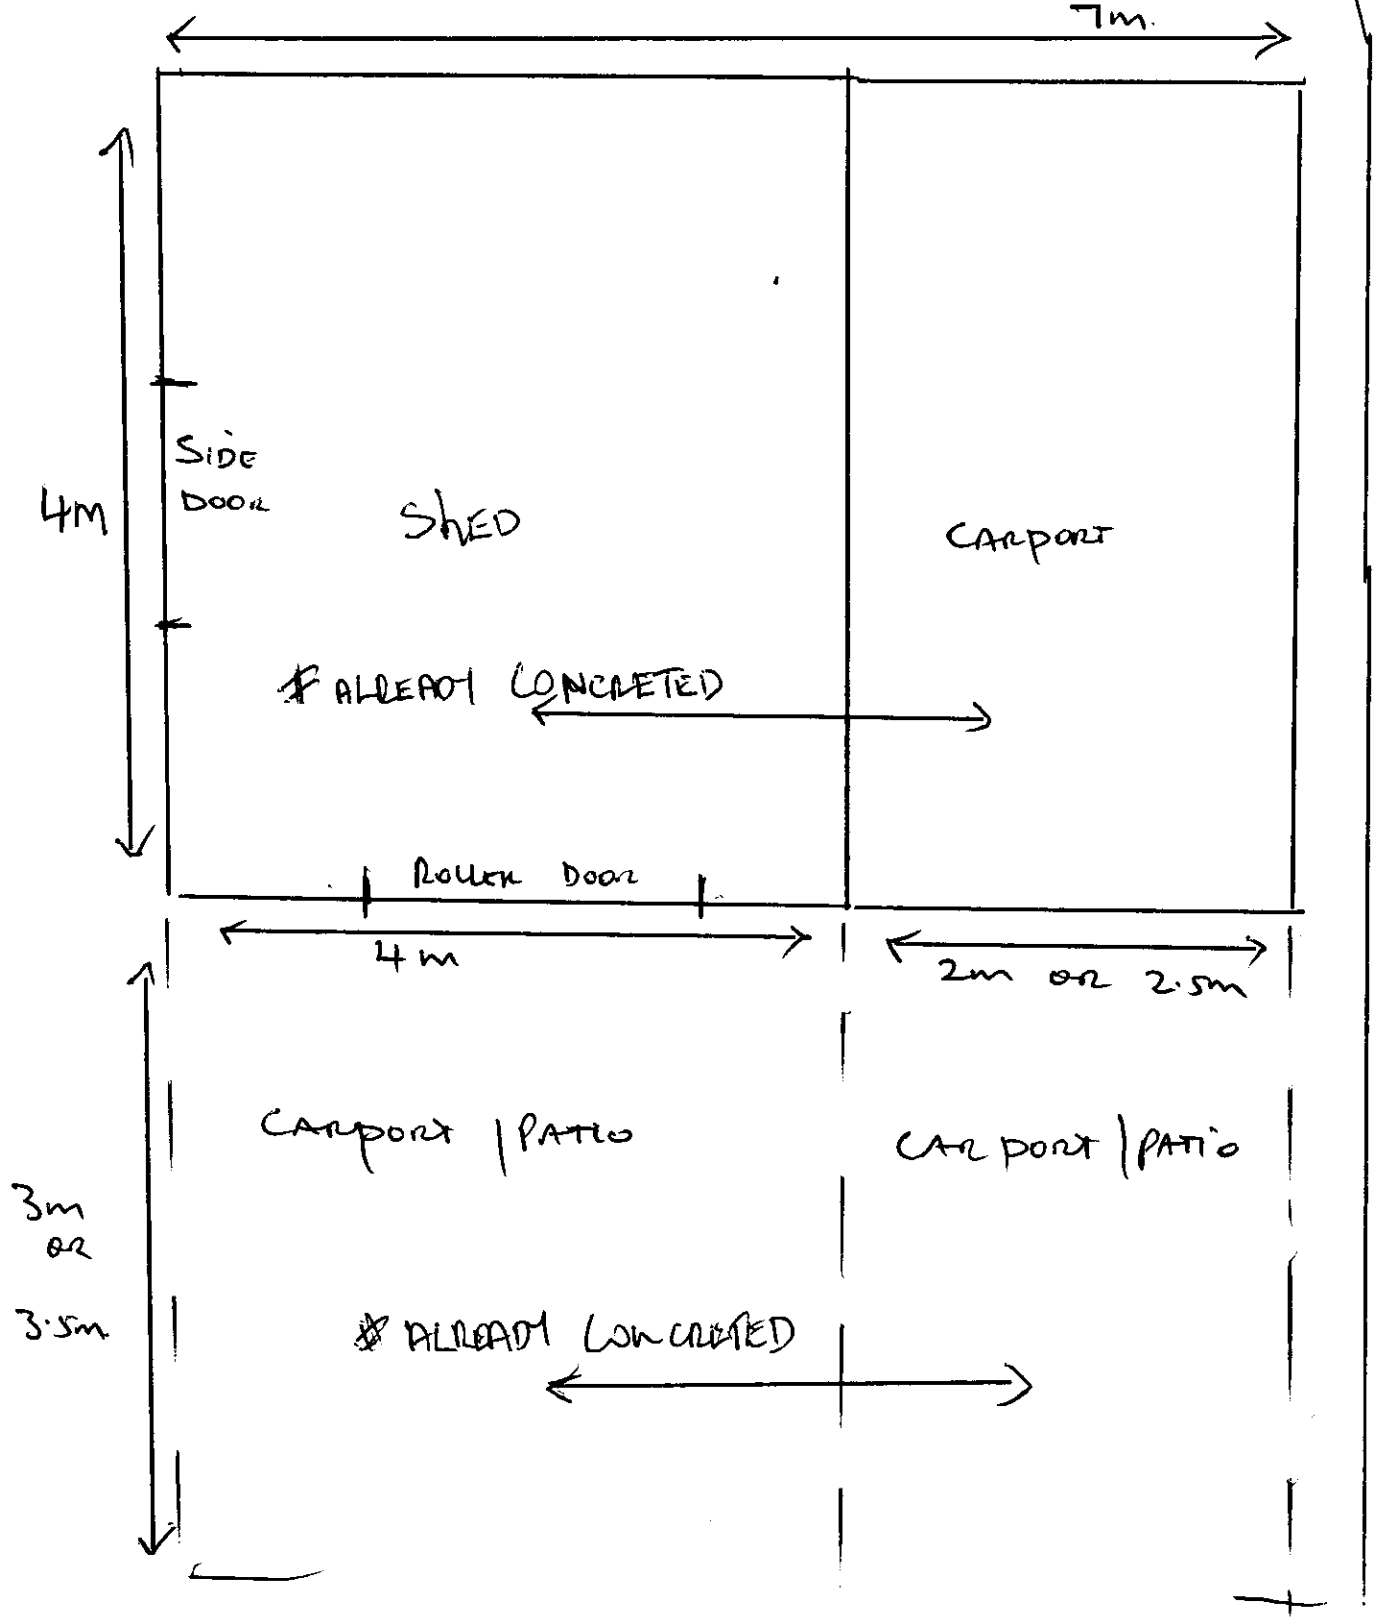 7m.
4m
SIDE
DOOR
ShED
CARPORT
* ALREADY CONCRETED
ROLLER DOOR
4m
2m OR 2.5m
CARPORT / PATIO
CARPORT / PATIO
3m
OR
3.5m
* ALREADY CONCRETED